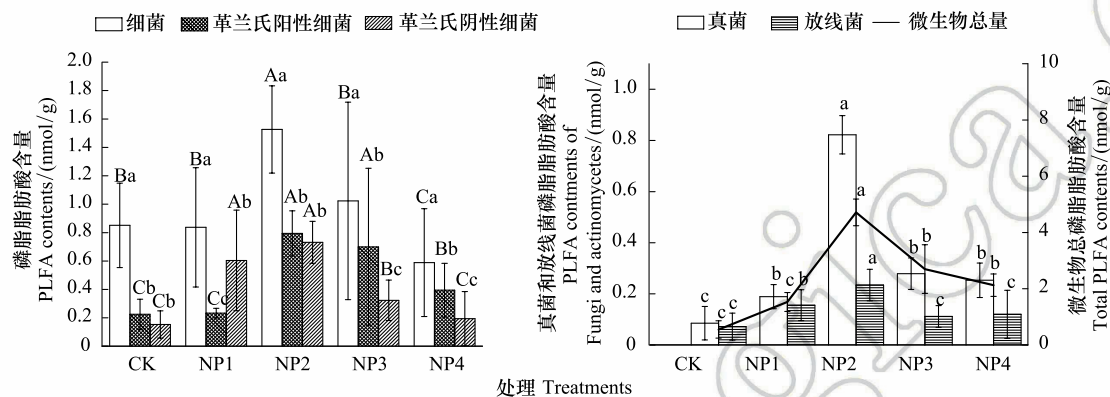 细菌 革兰氏阳性细菌 革兰氏阴性细菌
磷脂脂肪酸含量
PLFA contents/(nmol/g)
2.0
1.8
1.6
1.4
1.2
1.0
0.8
0.6
0.4
0.2
0
Ba Cb Cb
Ba Cc Ab
Aa Ab Ab
Ba Ab Bc
Ca Bb Cc
CK NP1 NP2 NP3 NP4
真菌 放线菌 微生物总量
真菌和放线菌磷脂脂肪酸含量
PLFA contments of
Fungi and actinomycetes/(nmol/g)
1.0
0.8
0.6
0.4
0.2
0
c c c
b c b
a a a
b b c
b b c
CK NP1 NP2 NP3 NP4
10
8
6
4
2
0
微生物总磷脂脂肪酸含量
Total PLFA contents/(nmol/g)
处理 Treatments